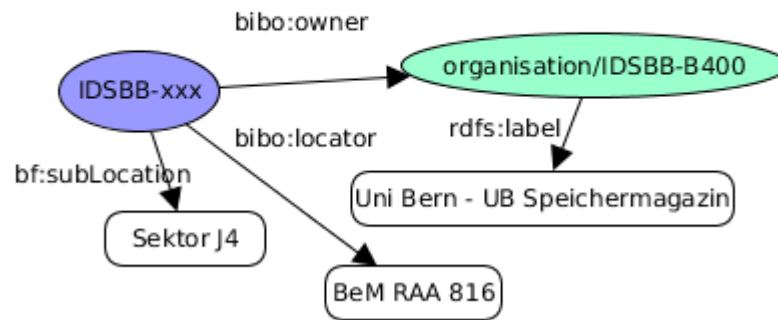 bibo:owner
organisation/IDSBB-B400
IDSBB-xxx
bibo:locator
rdfs:label
bf:subLocation
Uni Bern - UB Speichermagazin
Sektor J4
BeM RAA 816